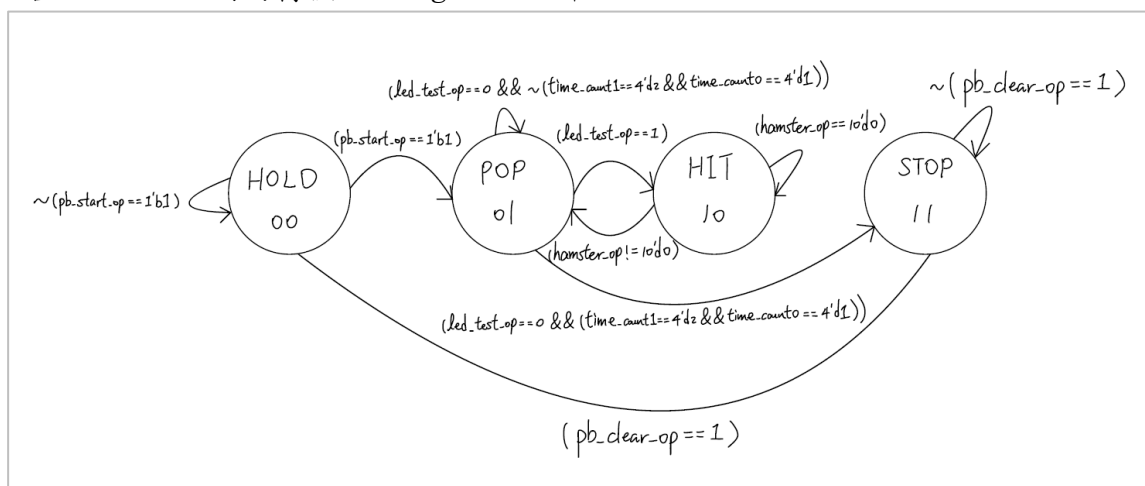 (led_test_op==0 && ~(time_count1==4'd2 &&time_count0==4'd1))
~(pb_clear_op==1)
(pb_start_op==1'b1)
(led_test_op==1)
(hamster_op==10'd0)
HOLD
00
POP
01
HIT
10
STOP
11
~(pb_start_op==1'b1)
(hamster_op!=10'd0)
(led_test_op==0 && (time_count1==4'd2 &&time_count0==4'd1))
(pb_clear_op==1)